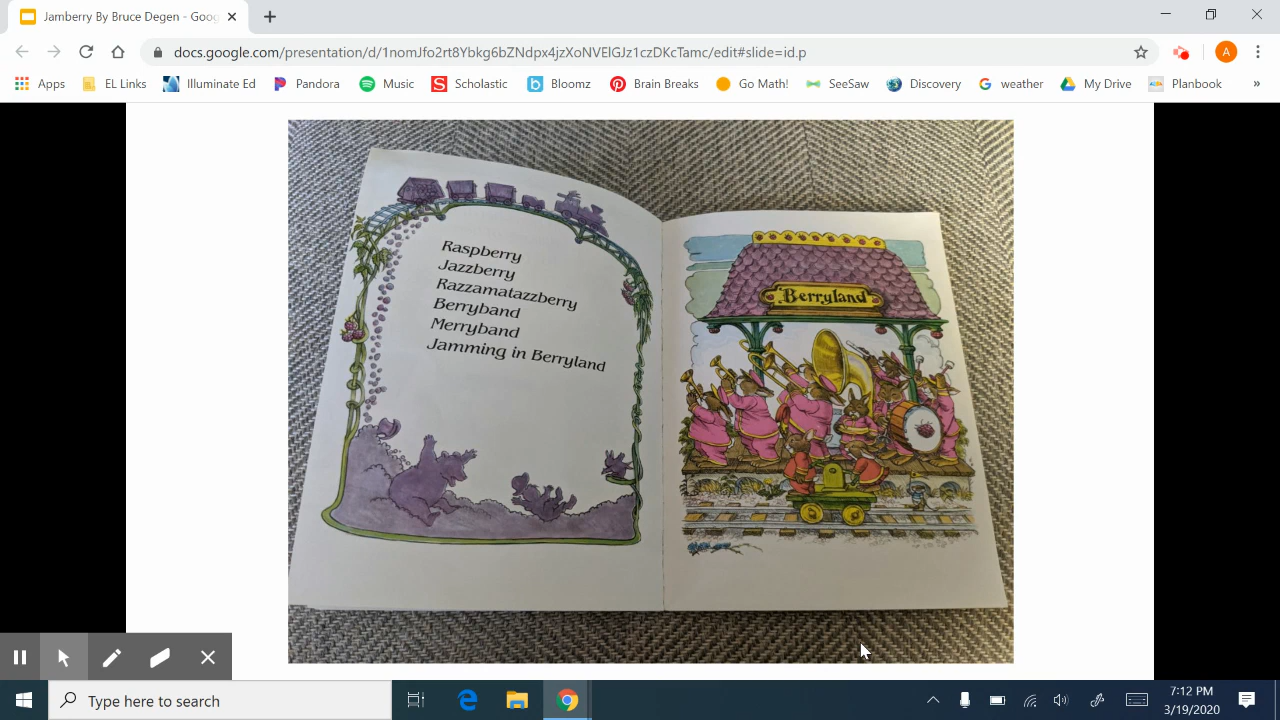 Jamberry By Bruce Degen - Goog
docs.google.com/presentation/d/1nomJfo2rt8Ybkq6bZNdpx4jzXoNVElGJz1czDKcTamc/edit#slide=id.p
A
Apps
EL Links
Illuminate Ed
Pandora
Music
Scholastic
Bloomz
Brain Breaks
Go Math!
SeeSaw
Discovery
weather
My Drive
Planbook
Raspberry
Jazzberry
Razzamatazzberry
Berryband
Merryband
Jamming in Berryland
Berryland
Type here to search
7:12 PM
3/19/2020